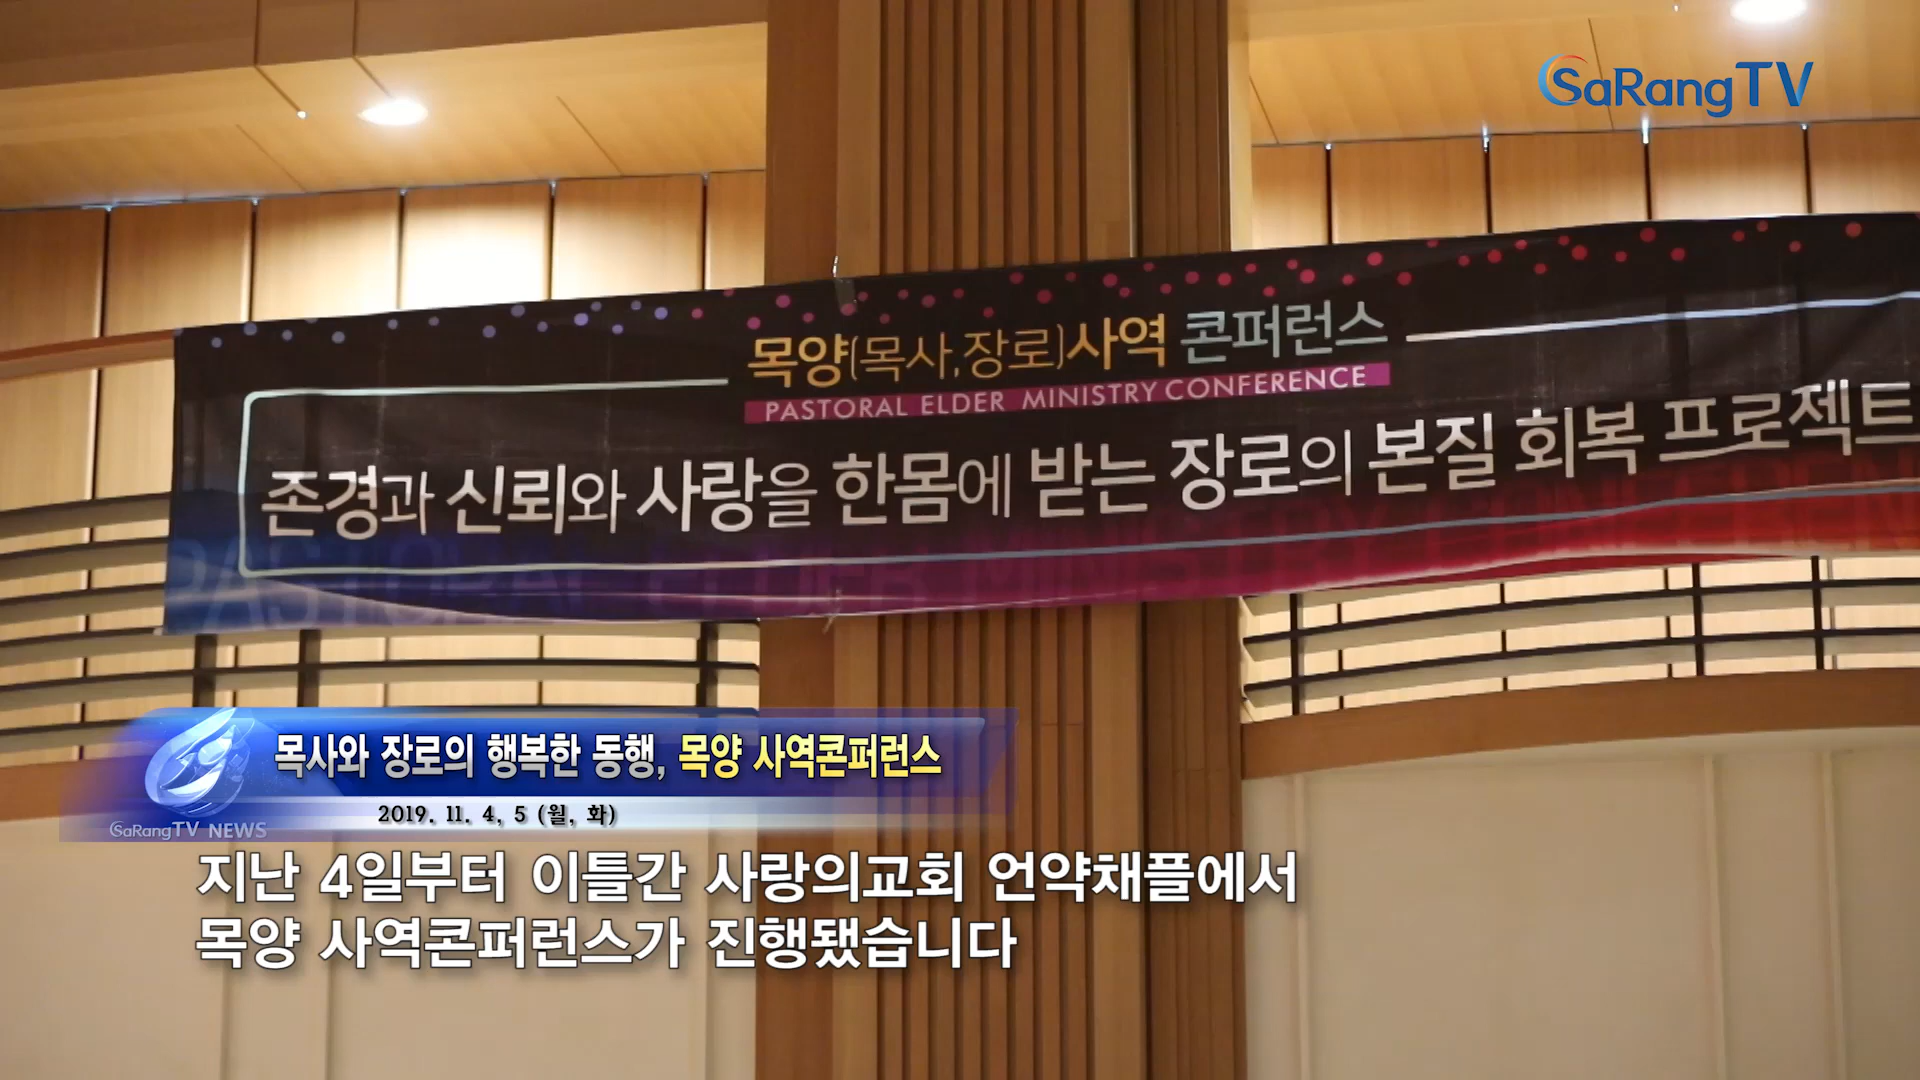 SaRangTV
목양(목사,장로)사역 콘퍼런스
PASTORAL ELDER MINISTRY CONFERENCE
존경과 신뢰와 사랑을 한몸에 받는 장로의 본질 회복 프로젝트
PASTORAL ELDER MINISTRY CONFEREN
목사와 장로의 행복한 동행, 목양 사역콘퍼런스
2019. 11. 4, 5 (월, 화)
SaRangTV NEWS
지난 4일부터 이틀간 사랑의교회 언약채플에서
목양 사역콘퍼런스가 진행됐습니다